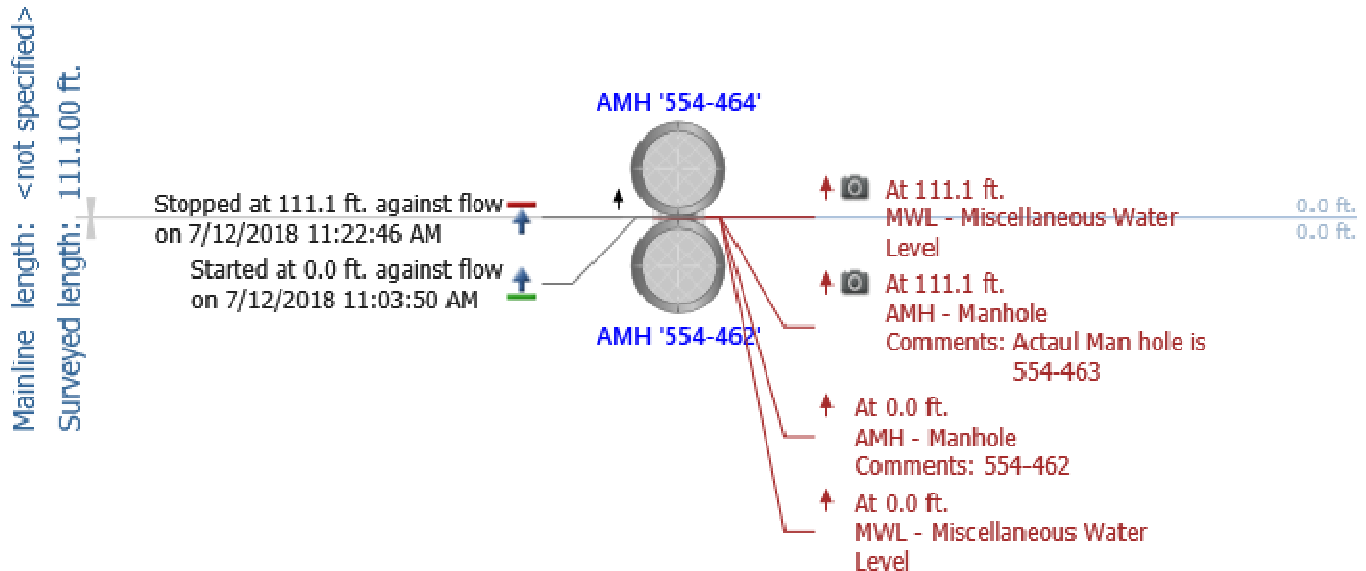 Mainline length: <not specified>
Surveyed length: 111.100 ft.
AMH '554-464'
Stopped at 111.1 ft. against flow
on 7/12/2018 11:22:46 AM
Started at 0.0 ft. against flow
on 7/12/2018 11:03:50 AM
AMH '554-462'
At 111.1 ft.
MWL - Miscellaneous Water
Level
0.0 ft.
0.0 ft.
At 111.1 ft.
AMH - Manhole
Comments: Actaul Man hole is
554-463
At 0.0 ft.
AMH - Manhole
Comments: 554-462
At 0.0 ft.
MWL - Miscellaneous Water
Level